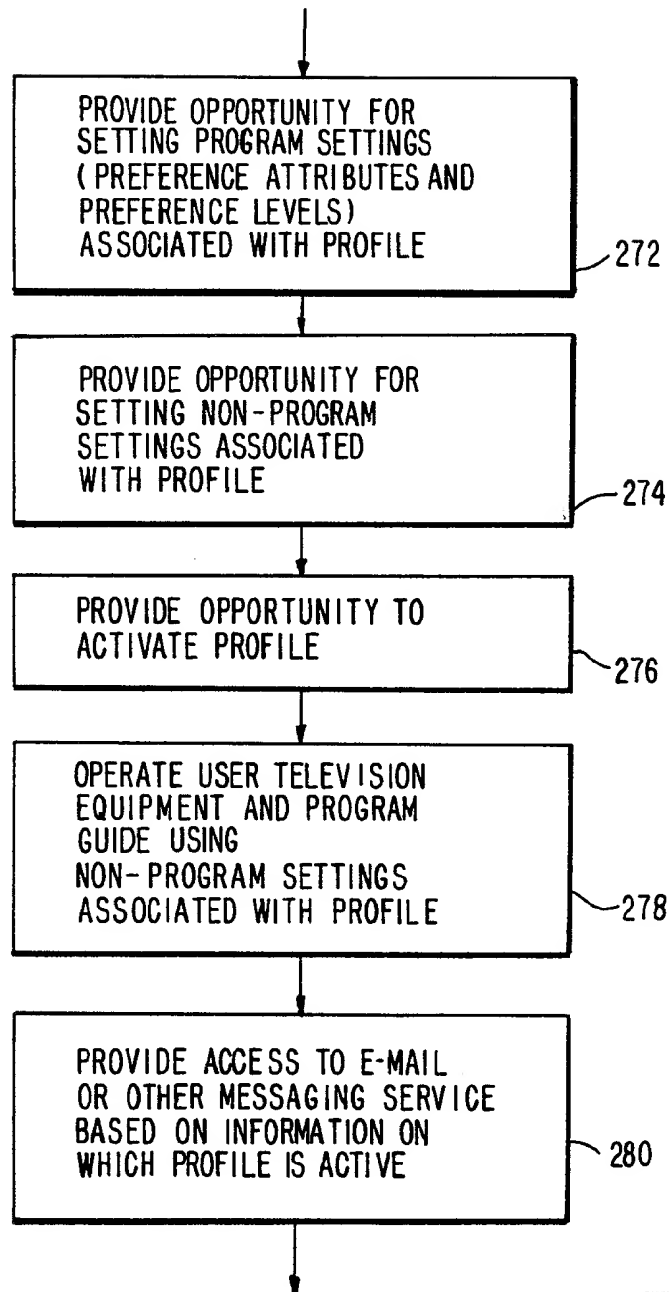 PROVIDE OPPORTUNITY FOR
SETTING PROGRAM SETTINGS
(PREFERENCE ATTRIBUTES AND
PREFERENCE LEVELS)
ASSOCIATED WITH PROFILE
272
PROVIDE OPPORTUNITY FOR
SETTING NON-PROGRAM
SETTINGS ASSOCIATED
WITH PROFILE
274
PROVIDE OPPORTUNITY TO
ACTIVATE PROFILE
276
OPERATE USER TELEVISION
EQUIPMENT AND PROGRAM
GUIDE USING
NON-PROGRAM SETTINGS
ASSOCIATED WITH PROFILE
278
PROVIDE ACCESS TO E-MAIL
OR OTHER MESSAGING SERVICE
BASED ON INFORMATION ON
WHICH PROFILE IS ACTIVE
280